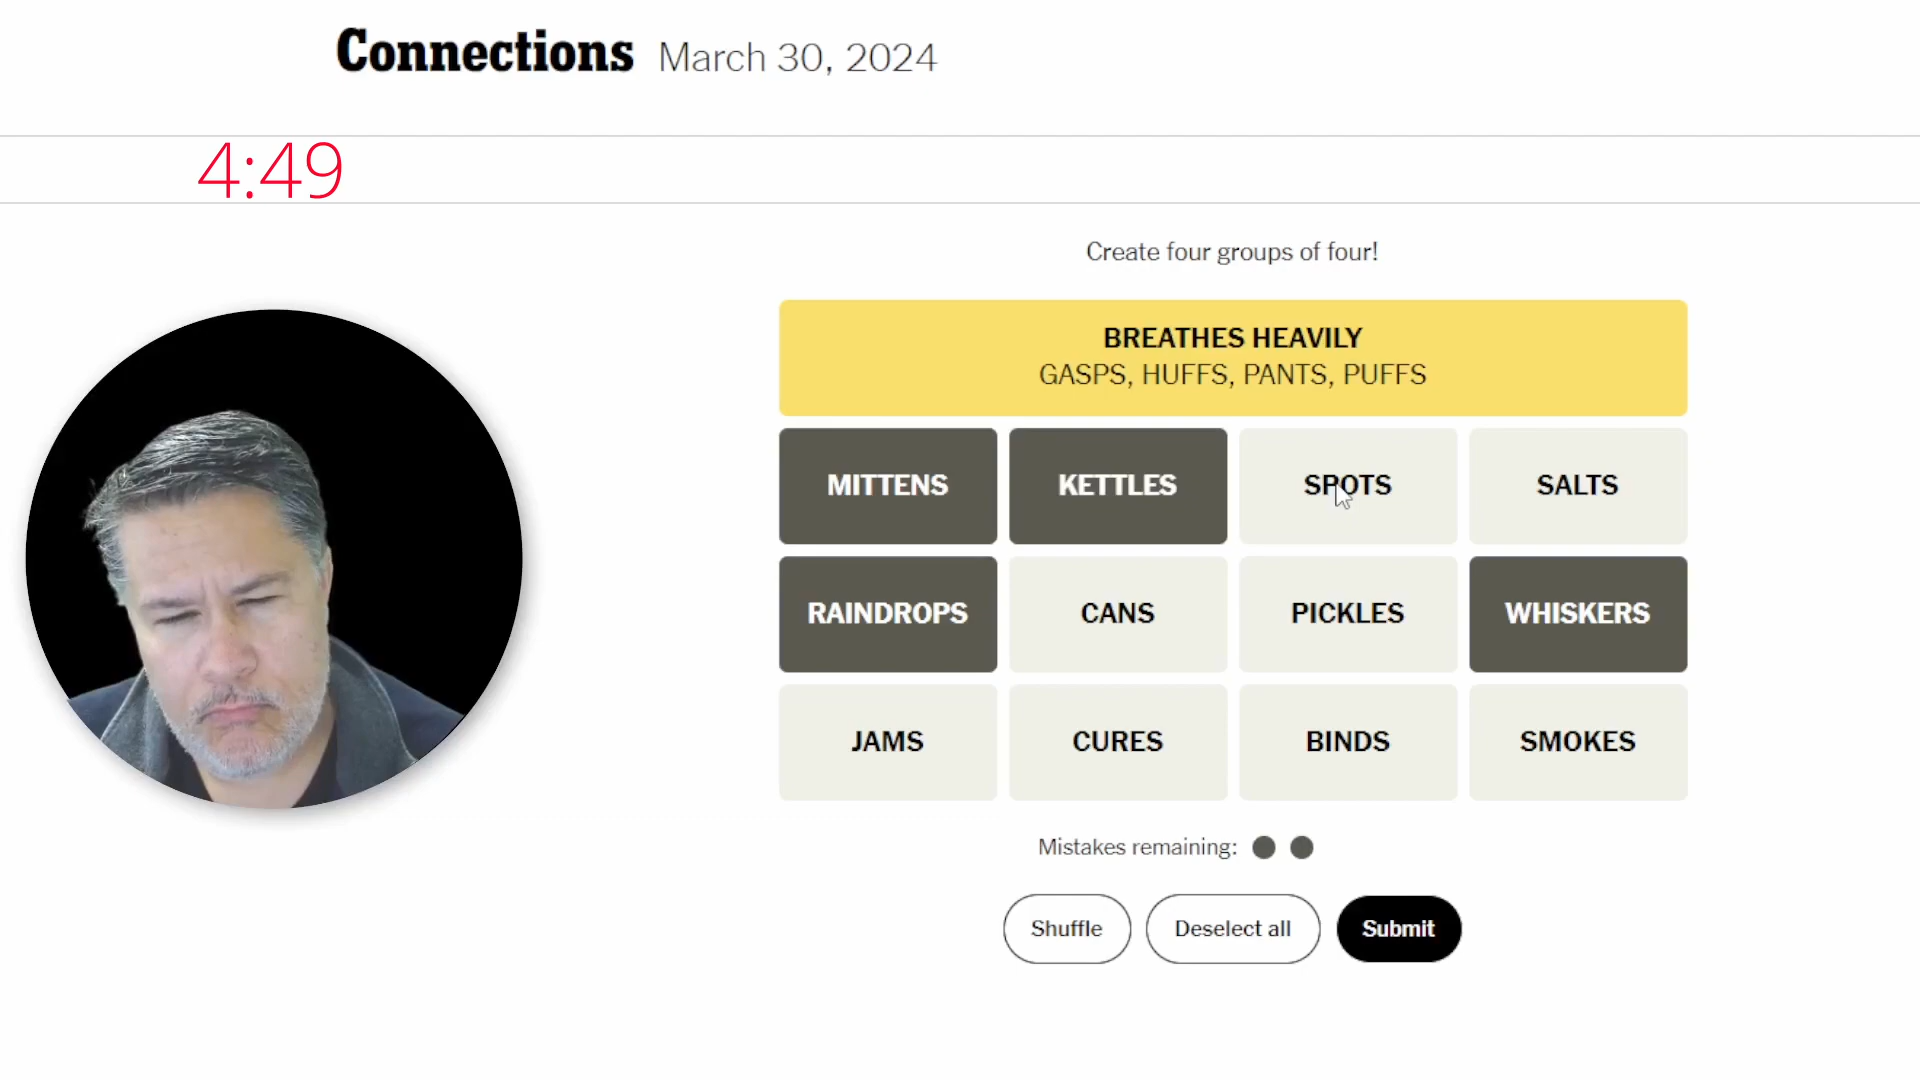 Connections March 30, 2024
4:49
Create four groups of four!
BREATHES HEAVILY
GASPS, HUFFS, PANTS, PUFFS
MITTENS KETTLES SPOTS SALTS
RAINDROPS CANS PICKLES WHISKERS
JAMS CURES BINDS SMOKES
Mistakes remaining:
Shuffle Deselect all Submit